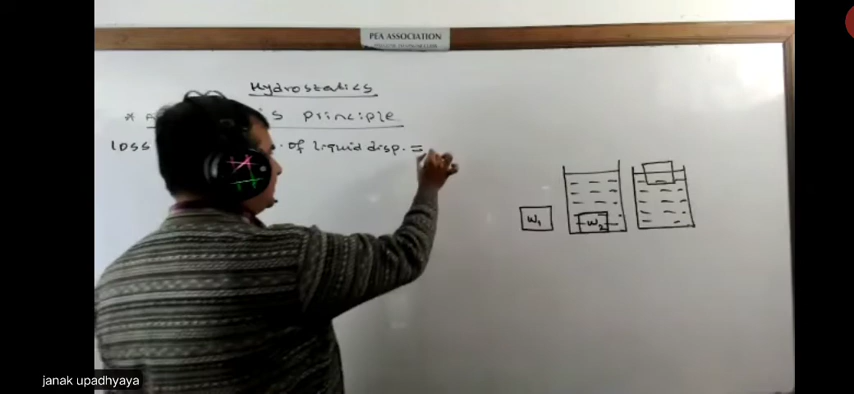 PEA ASSOCIATION
Hydrostatics
* principle
Loss of liquid disp. =
W₁
W₂
janak upadhyaya